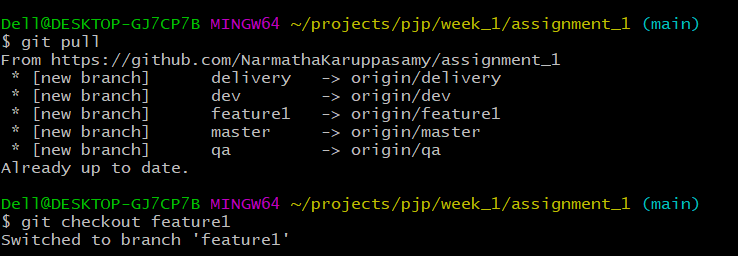 Dell@DESKTOP-GJ7CP7B MINGW64 ~/projects/pjp/week_1/assignment_1 (main)
$ git pull
From https://github.com/NarmathaKaruppasamy/assignment_1
 * [new branch]      delivery   -> origin/delivery
 * [new branch]      dev        -> origin/dev
 * [new branch]      feature1   -> origin/feature1
 * [new branch]      master     -> origin/master
 * [new branch]      qa         -> origin/qa
Already up to date.
Dell@DESKTOP-GJ7CP7B MINGW64 ~/projects/pjp/week_1/assignment_1 (main)
$ git checkout feature1
Switched to branch 'feature1'